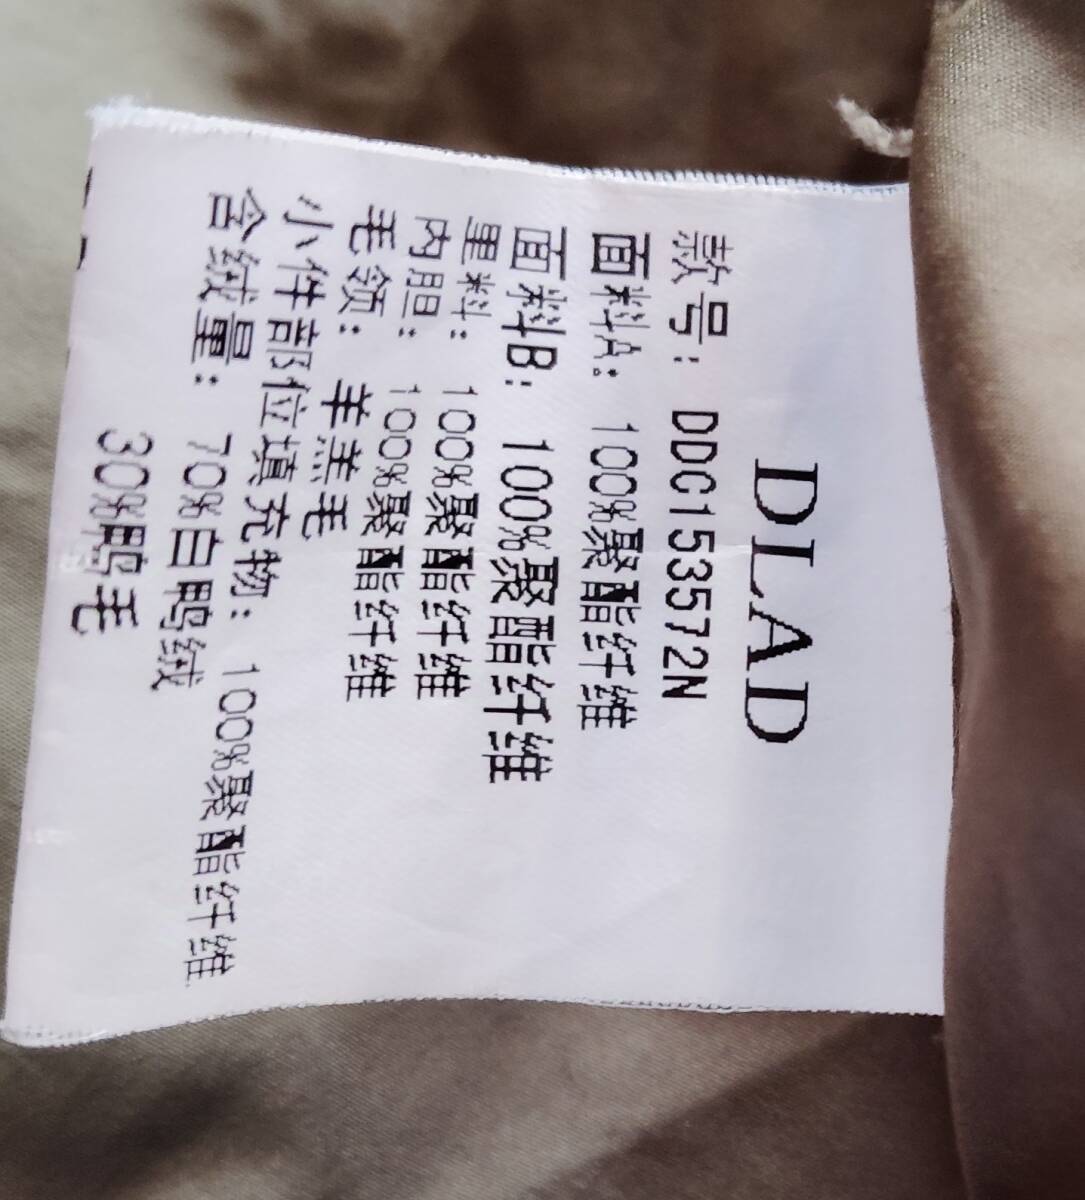 DLAD
款号: DDC153572N
面料A: 100%聚酯纤维
面料B: 100%聚酯纤维
里料: 100%聚酯纤维
内胆: 100%聚酯纤维
毛领: 羊羔毛
小件部位填充物: 100%聚酯纤维
含绒量: 70%白鸭绒
30%鸭毛